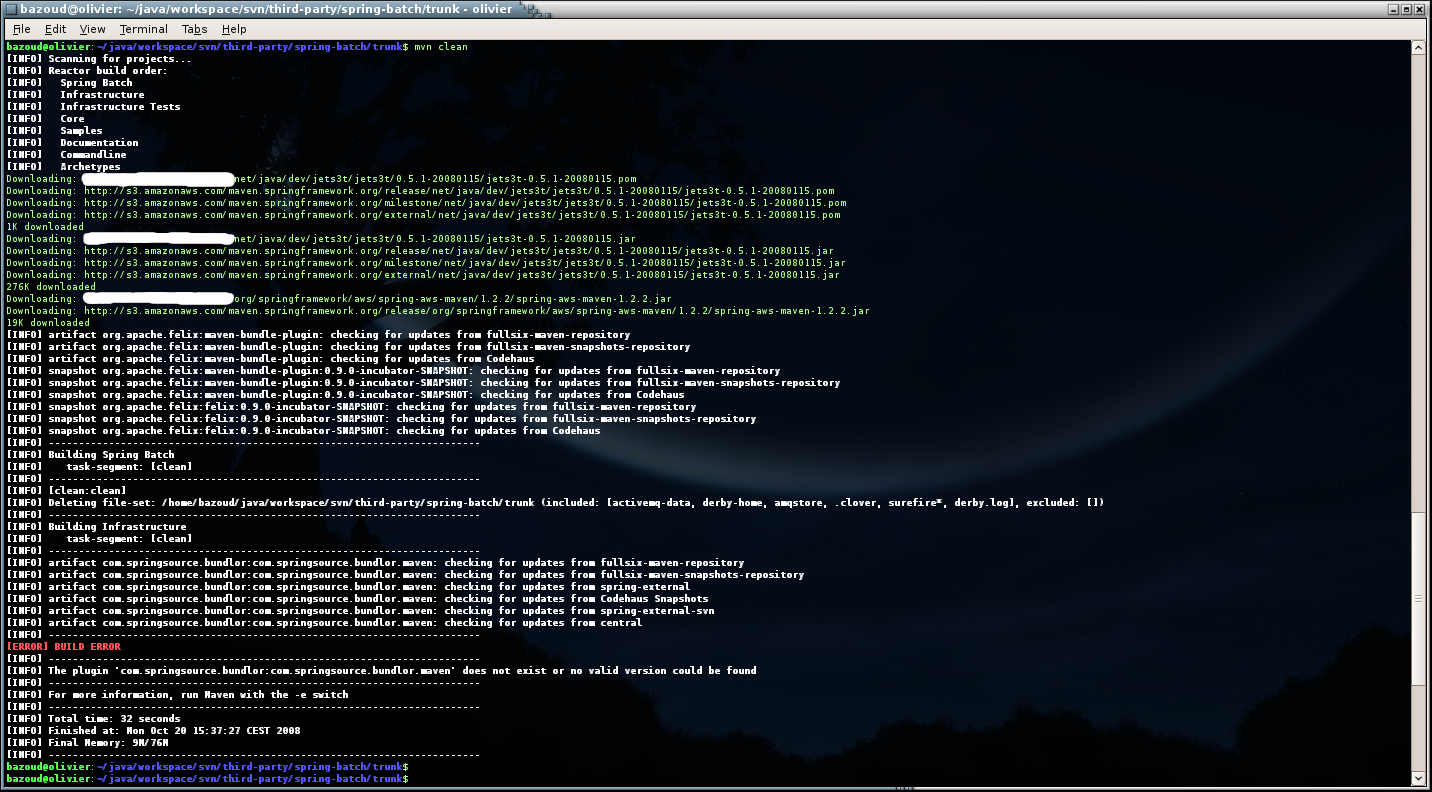 bazoud@olivier: ~/java/workspace/svn/third-party/spring-batch/trunk - olivier
File Edit View Terminal Tabs Help
bazoud@olivier:~/java/workspace/svn/third-party/spring-batch/trunk$ mvn clean
[INFO] Scanning for projects...
[INFO] Reactor build order:
[INFO]   Spring Batch
[INFO]   Infrastructure
[INFO]   Infrastructure Tests
[INFO]   Core
[INFO]   Samples
[INFO]   Documentation
[INFO]   Commandline
[INFO]   Archetypes
Downloading: net/java/dev/jets3t/jets3t/0.5.1-20080115/jets3t-0.5.1-20080115.pom
Downloading: http://s3.amazonaws.com/maven.springframework.org/release/net/java/dev/jets3t/jets3t/0.5.1-20080115/jets3t-0.5.1-20080115.pom
Downloading: http://s3.amazonaws.com/maven.springframework.org/milestone/net/java/dev/jets3t/jets3t/0.5.1-20080115/jets3t-0.5.1-20080115.pom
Downloading: http://s3.amazonaws.com/maven.springframework.org/external/net/java/dev/jets3t/jets3t/0.5.1-20080115/jets3t-0.5.1-20080115.pom
1K downloaded
Downloading: net/java/dev/jets3t/jets3t/0.5.1-20080115/jets3t-0.5.1-20080115.jar
Downloading: http://s3.amazonaws.com/maven.springframework.org/release/net/java/dev/jets3t/jets3t/0.5.1-20080115/jets3t-0.5.1-20080115.jar
Downloading: http://s3.amazonaws.com/maven.springframework.org/milestone/net/java/dev/jets3t/jets3t/0.5.1-20080115/jets3t-0.5.1-20080115.jar
Downloading: http://s3.amazonaws.com/maven.springframework.org/external/net/java/dev/jets3t/jets3t/0.5.1-20080115/jets3t-0.5.1-20080115.jar
276K downloaded
Downloading: org/springframework/aws/spring-aws-maven/1.2.2/spring-aws-maven-1.2.2.jar
Downloading: http://s3.amazonaws.com/maven.springframework.org/release/org/springframework/aws/spring-aws-maven/1.2.2/spring-aws-maven-1.2.2.jar
19K downloaded
[INFO] artifact org.apache.felix:maven-bundle-plugin: checking for updates from fullsix-maven-repository
[INFO] artifact org.apache.felix:maven-bundle-plugin: checking for updates from fullsix-maven-snapshots-repository
[INFO] artifact org.apache.felix:maven-bundle-plugin: checking for updates from Codehaus
[INFO] snapshot org.apache.felix:maven-bundle-plugin:0.9.0-incubator-SNAPSHOT: checking for updates from fullsix-maven-repository
[INFO] snapshot org.apache.felix:maven-bundle-plugin:0.9.0-incubator-SNAPSHOT: checking for updates from fullsix-maven-snapshots-repository
[INFO] snapshot org.apache.felix:maven-bundle-plugin:0.9.0-incubator-SNAPSHOT: checking for updates from Codehaus
[INFO] snapshot org.apache.felix:felix:0.9.0-incubator-SNAPSHOT: checking for updates from fullsix-maven-repository
[INFO] snapshot org.apache.felix:felix:0.9.0-incubator-SNAPSHOT: checking for updates from fullsix-maven-snapshots-repository
[INFO] snapshot org.apache.felix:felix:0.9.0-incubator-SNAPSHOT: checking for updates from Codehaus
[INFO] ------------------------------------------------------------------------
[INFO] Building Spring Batch
[INFO]    task-segment: [clean]
[INFO] ------------------------------------------------------------------------
[INFO] [clean:clean]
[INFO] Deleting file-set: /home/bazoud/java/workspace/svn/third-party/spring-batch/trunk (included: [activemq-data, derby-home, amqstore, .clover, surefire*, derby.log], excluded: [])
[INFO] ------------------------------------------------------------------------
[INFO] Building Infrastructure
[INFO]    task-segment: [clean]
[INFO] ------------------------------------------------------------------------
[INFO] artifact com.springsource.bundlor:com.springsource.bundlor.maven: checking for updates from fullsix-maven-repository
[INFO] artifact com.springsource.bundlor:com.springsource.bundlor.maven: checking for updates from fullsix-maven-snapshots-repository
[INFO] artifact com.springsource.bundlor:com.springsource.bundlor.maven: checking for updates from spring-external
[INFO] artifact com.springsource.bundlor:com.springsource.bundlor.maven: checking for updates from Codehaus Snapshots
[INFO] artifact com.springsource.bundlor:com.springsource.bundlor.maven: checking for updates from spring-external-svn
[INFO] artifact com.springsource.bundlor:com.springsource.bundlor.maven: checking for updates from central
[INFO] ------------------------------------------------------------------------
[ERROR] BUILD ERROR
[INFO] ------------------------------------------------------------------------
[INFO] The plugin 'com.springsource.bundlor:com.springsource.bundlor.maven' does not exist or no valid version could be found
[INFO] ------------------------------------------------------------------------
[INFO] For more information, run Maven with the -e switch
[INFO] ------------------------------------------------------------------------
[INFO] Total time: 32 seconds
[INFO] Finished at: Mon Oct 20 15:37:27 CEST 2008
[INFO] Final Memory: 9M/76M
[INFO] ------------------------------------------------------------------------
bazoud@olivier:~/java/workspace/svn/third-party/spring-batch/trunk$
bazoud@olivier:~/java/workspace/svn/third-party/spring-batch/trunk$